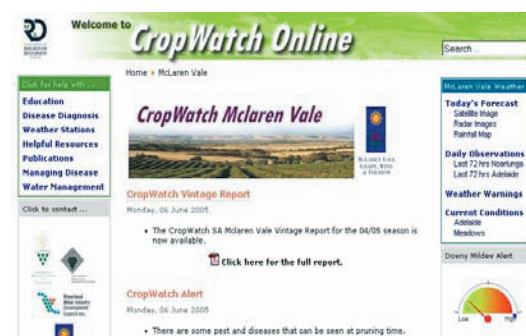 Welcome to
CropWatch Online
Search ...
Home McLaren Vale
Click for help with ...
Education
Disease Diagnosis
Weather Stations
Helpful Resources
Publications
Managing Disease
Water Management
Click to contact ...
CropWatch Mclaren Vale
McLAREN VALE
GRAPE, WINE
& TOURISM
CropWatch Vintage Report
Monday, 06 June 2005
• The CropWatch SA Mclaren Vale Vintage Report for the 04/05 season is
now available.
Click here for the full report.
CropWatch Alert
Monday, 06 June 2005
• There are some pest and diseases that can be seen at pruning time.
McLaren Vale Weather
Today's Forecast
Satellite Image
Radar Images
Rainfall Map
Daily Observations
Last 72 hrs Noarlunga
Last 72 hrs Adelaide
Weather Warnings
Current Conditions
Adelaide
Meadows
Downy Mildew Alert
Low
High